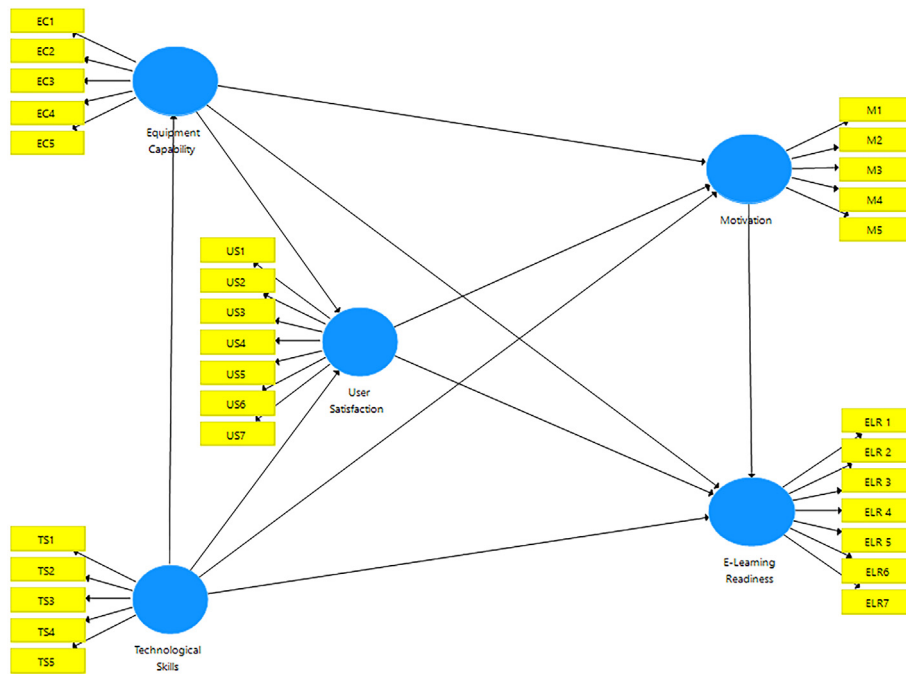 EC1
EC2
EC3
EC4
EC5
Equipment
Capability
M1
M2
M3
M4
M5
Motivation
US1
US2
US3
US4
US5
US6
US7
User
Satisfaction
ELR 1
ELR 2
ELR 3
ELR 4
ELR 5
ELR6
ELR7
E-Learning
Readiness
TS1
TS2
TS3
TS4
TS5
Technological
Skills